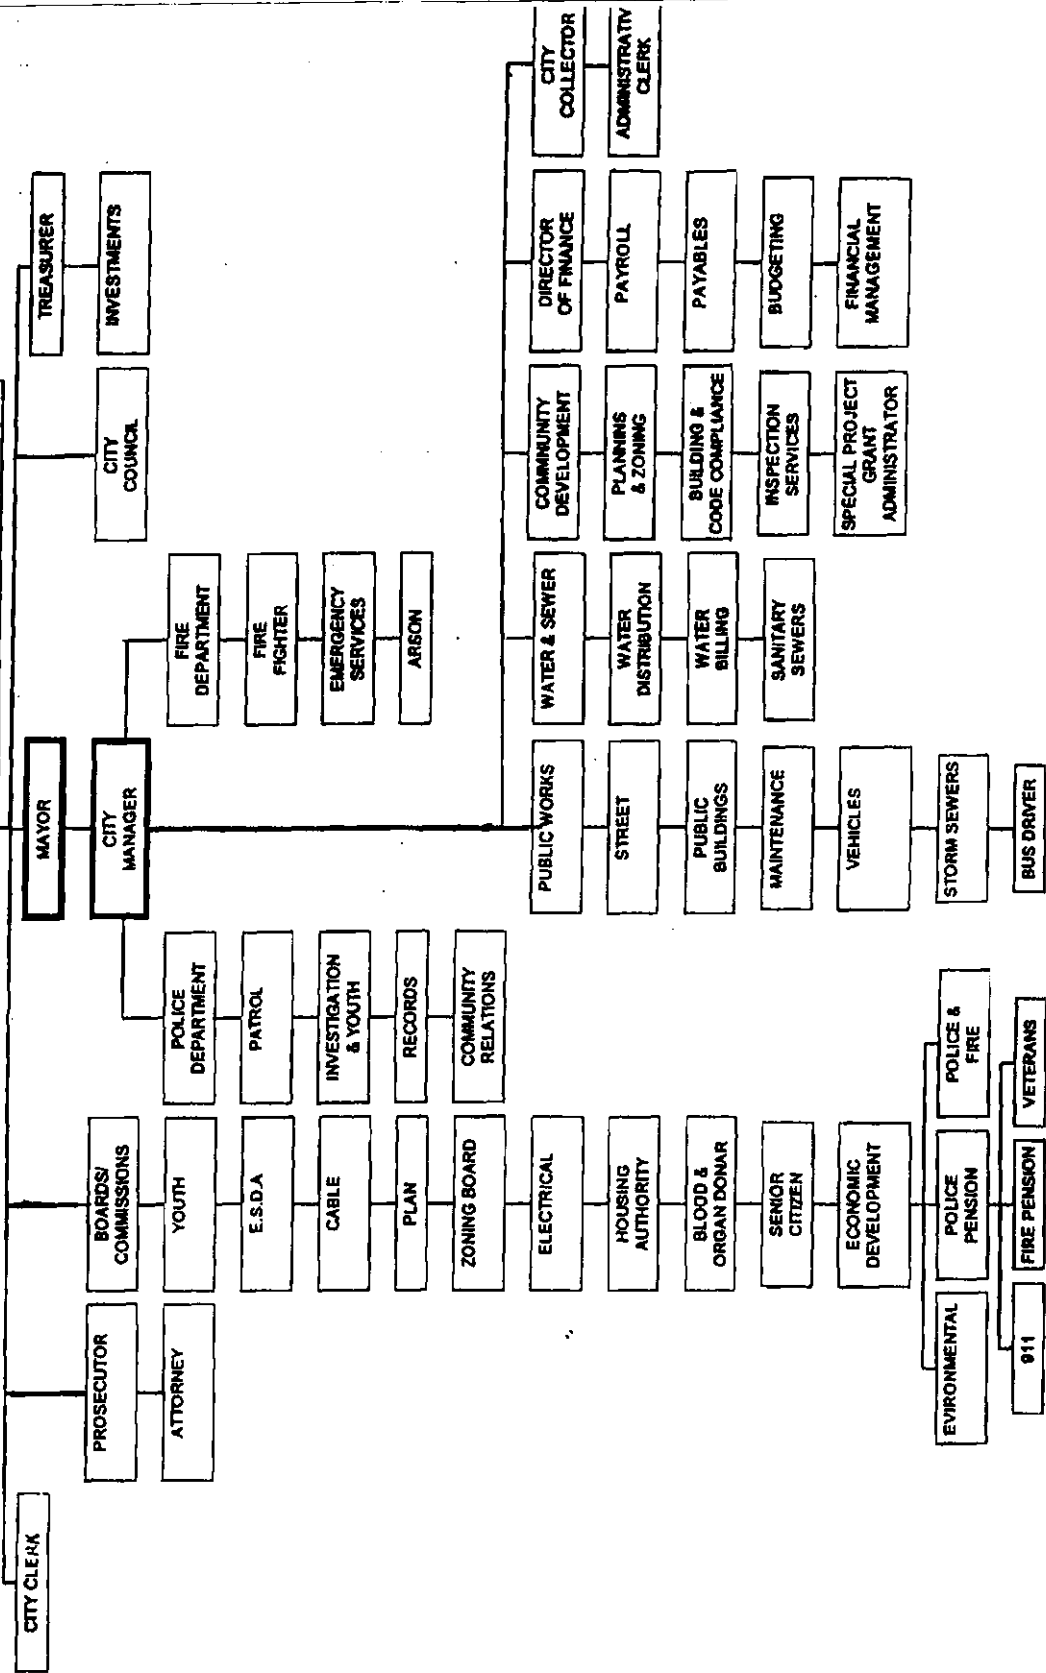 CITY CLERK
PROSECUTOR
ATTORNEY
BOARDS/
COMMISSIONS
YOUTH
E.S.D.A
CABLE
PLAN
ZONING BOARD
ELECTRICAL
HOUSING
AUTHORITY
BLOOD &
ORGAN DONAR
SENIOR
CITIZEN
ECONOMIC
DEVELOPMENT
EVIRONMENTAL
POLICE
PENSION
POLICE &
FIRE
911
FIRE PENSION
VETERANS
MAYOR
CITY
MANAGER
POLICE
DEPARTMENT
PATROL
INVESTIGATION
& YOUTH
RECORDS
COMMUNITY
RELATIONS
FIRE
DEPARTMENT
FIRE
FIGHTER
EMERGENCY
SERVICES
ARSON
CITY
COUNCIL
TREASURER
INVESTMENTS
PUBLIC WORKS
STREET
PUBLIC
BUILDINGS
MAINTENANCE
VEHICLES
STORM SEWERS
BUS DRIVER
WATER & SEWER
WATER
DISTRIBUTION
WATER
BILLING
SANITARY
SEWERS
COMMUNITY
DEVELOPMENT
PLANNINS
& ZONING
BUILDING &
CODE COMPLIANCE
INSPECTION
SERVICES
SPECIAL PROJECT
GRANT
ADMINISTRATOR
DIRECTOR
OF FINANCE
PAYROLL
PAYABLES
BUDGETING
FINANCIAL
MANAGEMENT
CITY
COLLECTOR
ADMINISTRATIV
CLERK